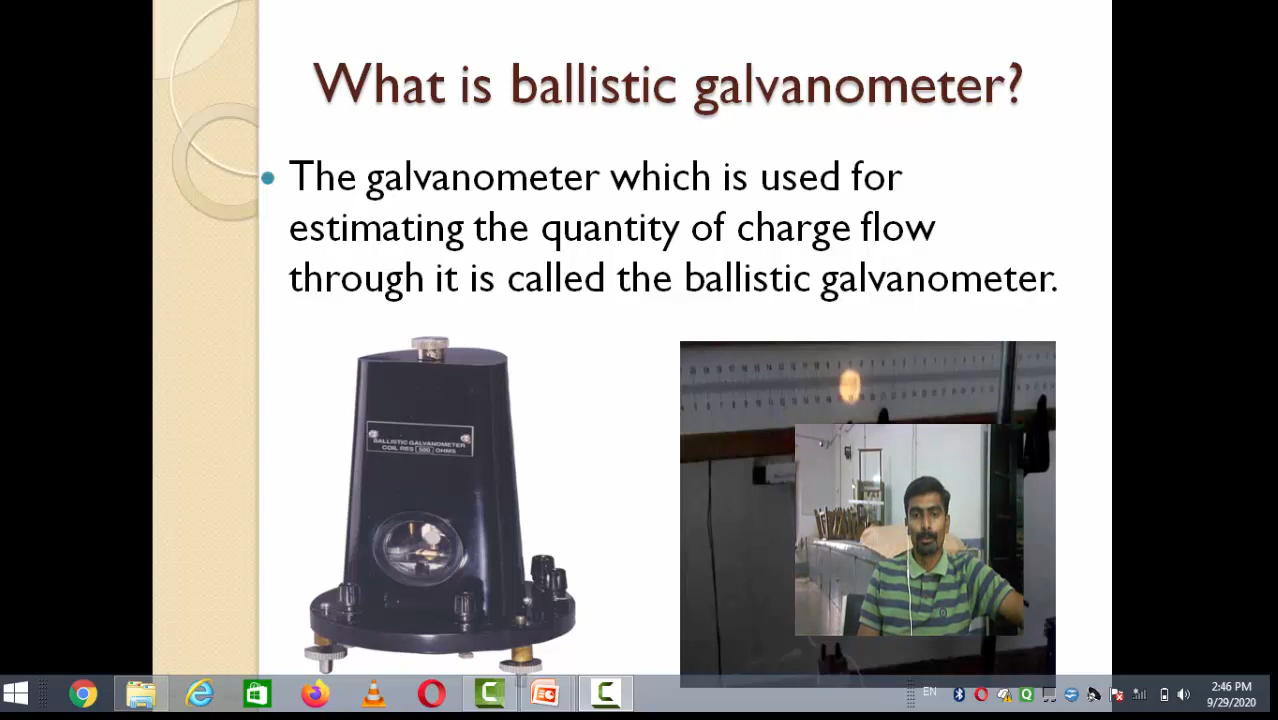 What is ballistic galvanometer?
• The galvanometer which is used for
estimating the quantity of charge flow
through it is called the ballistic galvanometer.
BALLISTIC GALVANOMETER
COIL RES 500 OHMS
EN
2:46 PM
9/29/2020